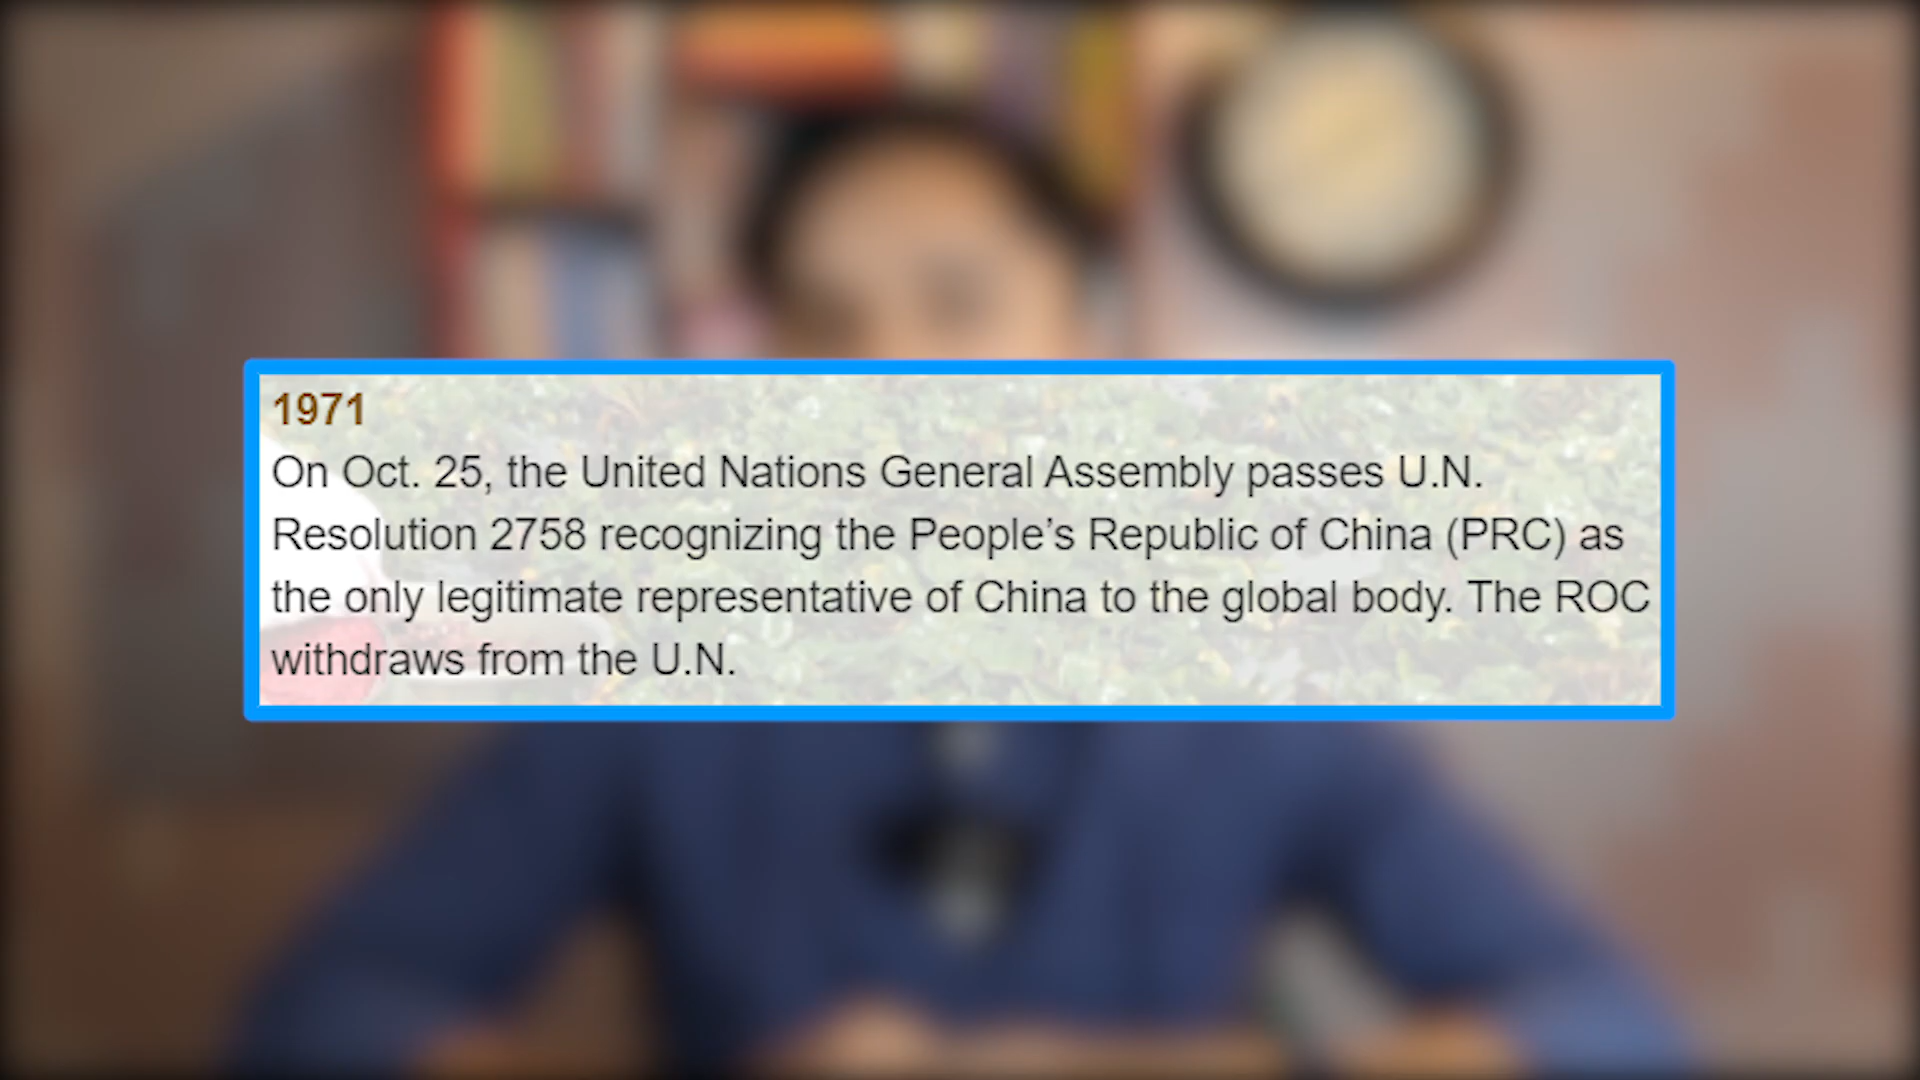 1971
On Oct. 25, the United Nations General Assembly passes U.N.
Resolution 2758 recognizing the People’s Republic of China (PRC) as
the only legitimate representative of China to the global body. The ROC
withdraws from the U.N.